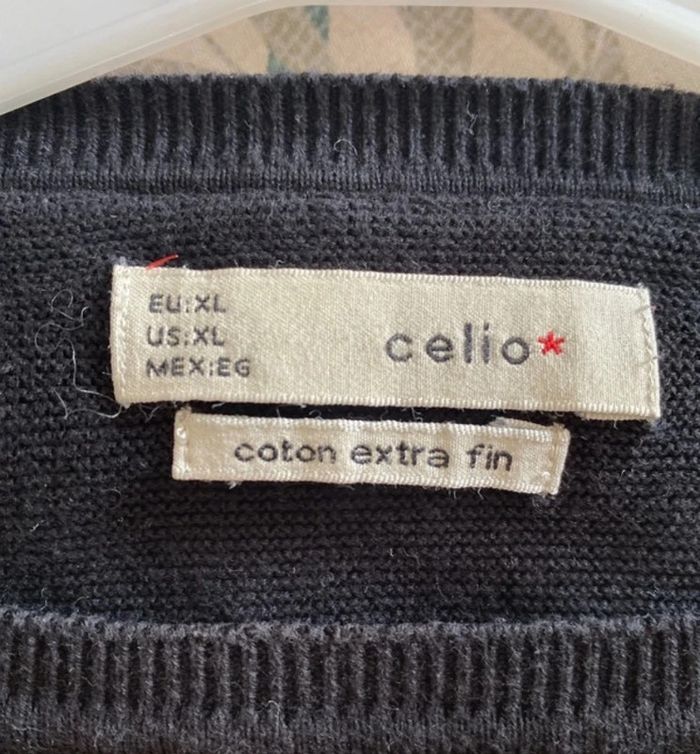 EU:XL
US:XL
MEX:EG
celio*
coton extra fin